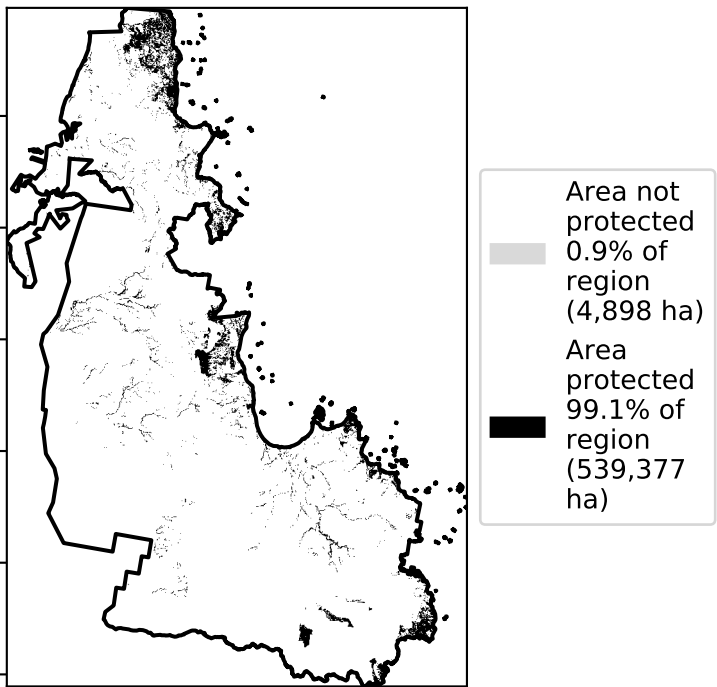 Area not
protected
0.9% of
region
(4,898 ha)
Area
protected
99.1% of
region
(539,377
ha)